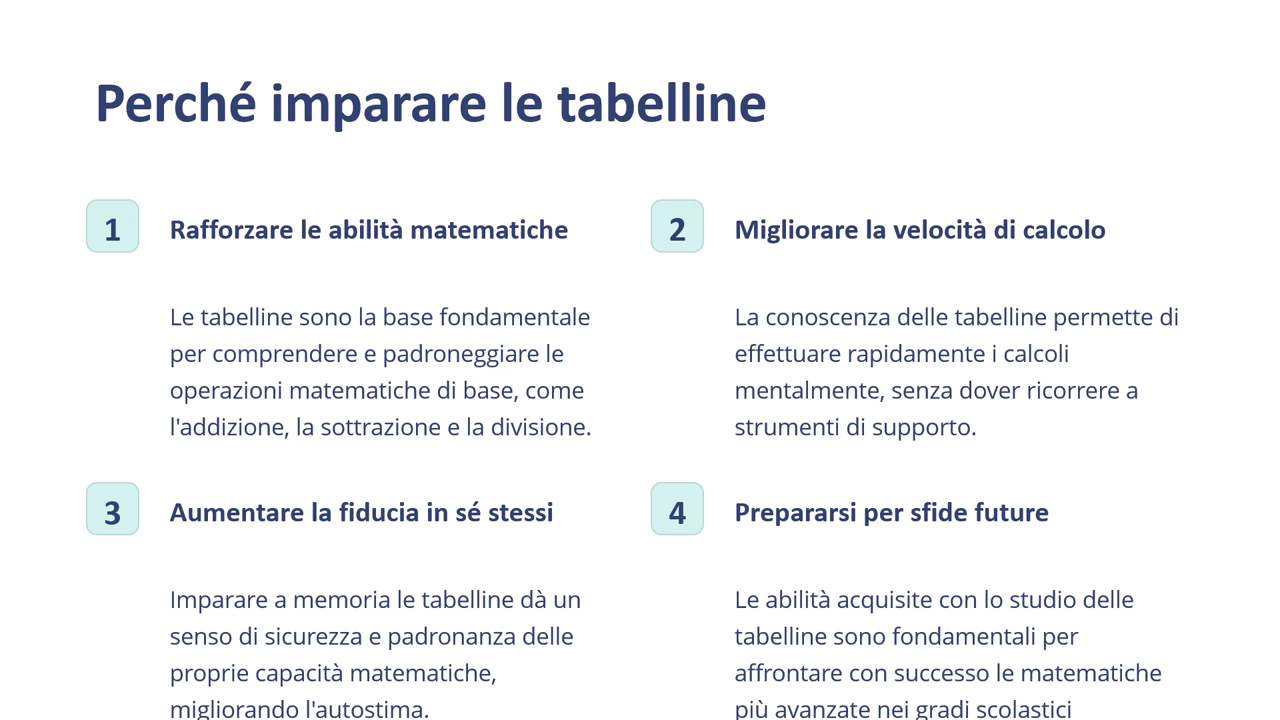 Perché imparare le tabelline
1
Rafforzare le abilità matematiche
Le tabelline sono la base fondamentale
per comprendere e padroneggiare le
operazioni matematiche di base, come
l'addizione, la sottrazione e la divisione.
2
Migliorare la velocità di calcolo
La conoscenza delle tabelline permette di
effettuare rapidamente i calcoli
mentalmente, senza dover ricorrere a
strumenti di supporto.
3
Aumentare la fiducia in sé stessi
Imparare a memoria le tabelline dà un
senso di sicurezza e padronanza delle
proprie capacità matematiche,
migliorando l'autostima.
4
Prepararsi per sfide future
Le abilità acquisite con lo studio delle
tabelline sono fondamentali per
affrontare con successo le matematiche
più avanzate nei gradi scolastici